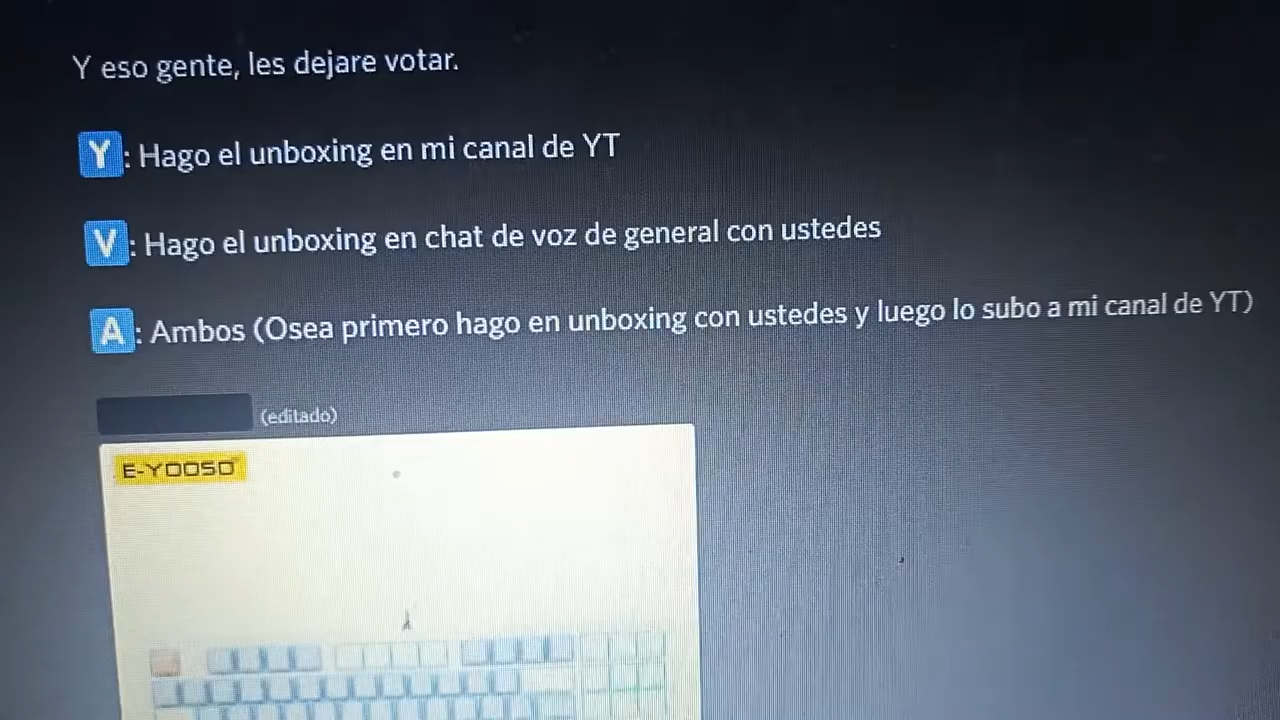 Y eso gente, les dejare votar.
Y : Hago el unboxing en mi canal de YT
V : Hago el unboxing en chat de voz de general con ustedes
A : Ambos (Osea primero hago en unboxing con ustedes y luego lo subo a mi canal de YT)
(editado)
E-YOOSO